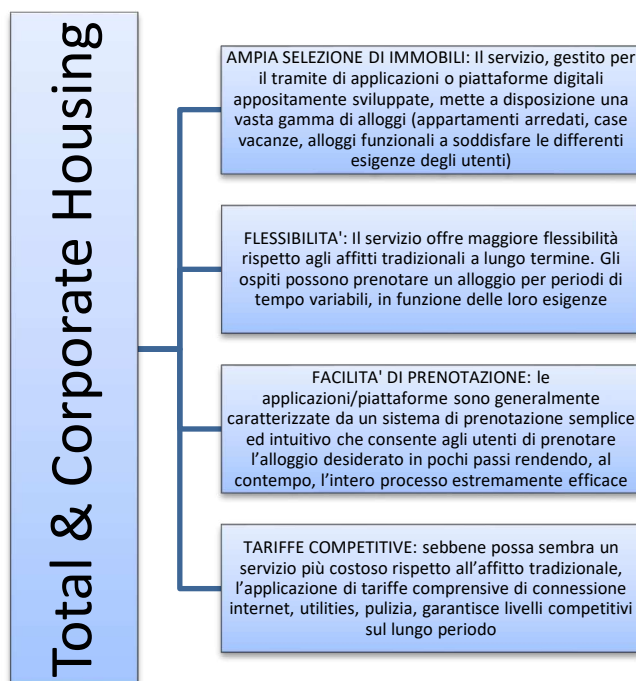 Total & Corporate Housing
AMPIA SELEZIONE DI IMMOBILI: Il servizio, gestito per
il tramite di applicazioni o piattaforme digitali
appositamente sviluppate, mette a disposizione una
vasta gamma di alloggi (appartamenti arredati, case
vacanze, alloggi funzionali a soddisfare le differenti
esigenze degli utenti)
FLESSIBILITA': Il servizio offre maggiore flessibilità
rispetto agli affitti tradizionali a lungo termine. Gli
ospiti possono prenotare un alloggio per periodi di
tempo variabili, in funzione delle loro esigenze
FACILITA' DI PRENOTAZIONE: le
applicazioni/piattaforme sono generalmente
caratterizzate da un sistema di prenotazione semplice
ed intuitivo che consente agli utenti di prenotare
l’alloggio desiderato in pochi passi rendendo, al
contempo, l’intero processo estremamente efficace
TARIFFE COMPETITIVE: sebbene possa sembra un
servizio più costoso rispetto all’affitto tradizionale,
l’applicazione di tariffe comprensive di connessione
internet, utilities, pulizia, garantisce livelli competitivi
sul lungo periodo